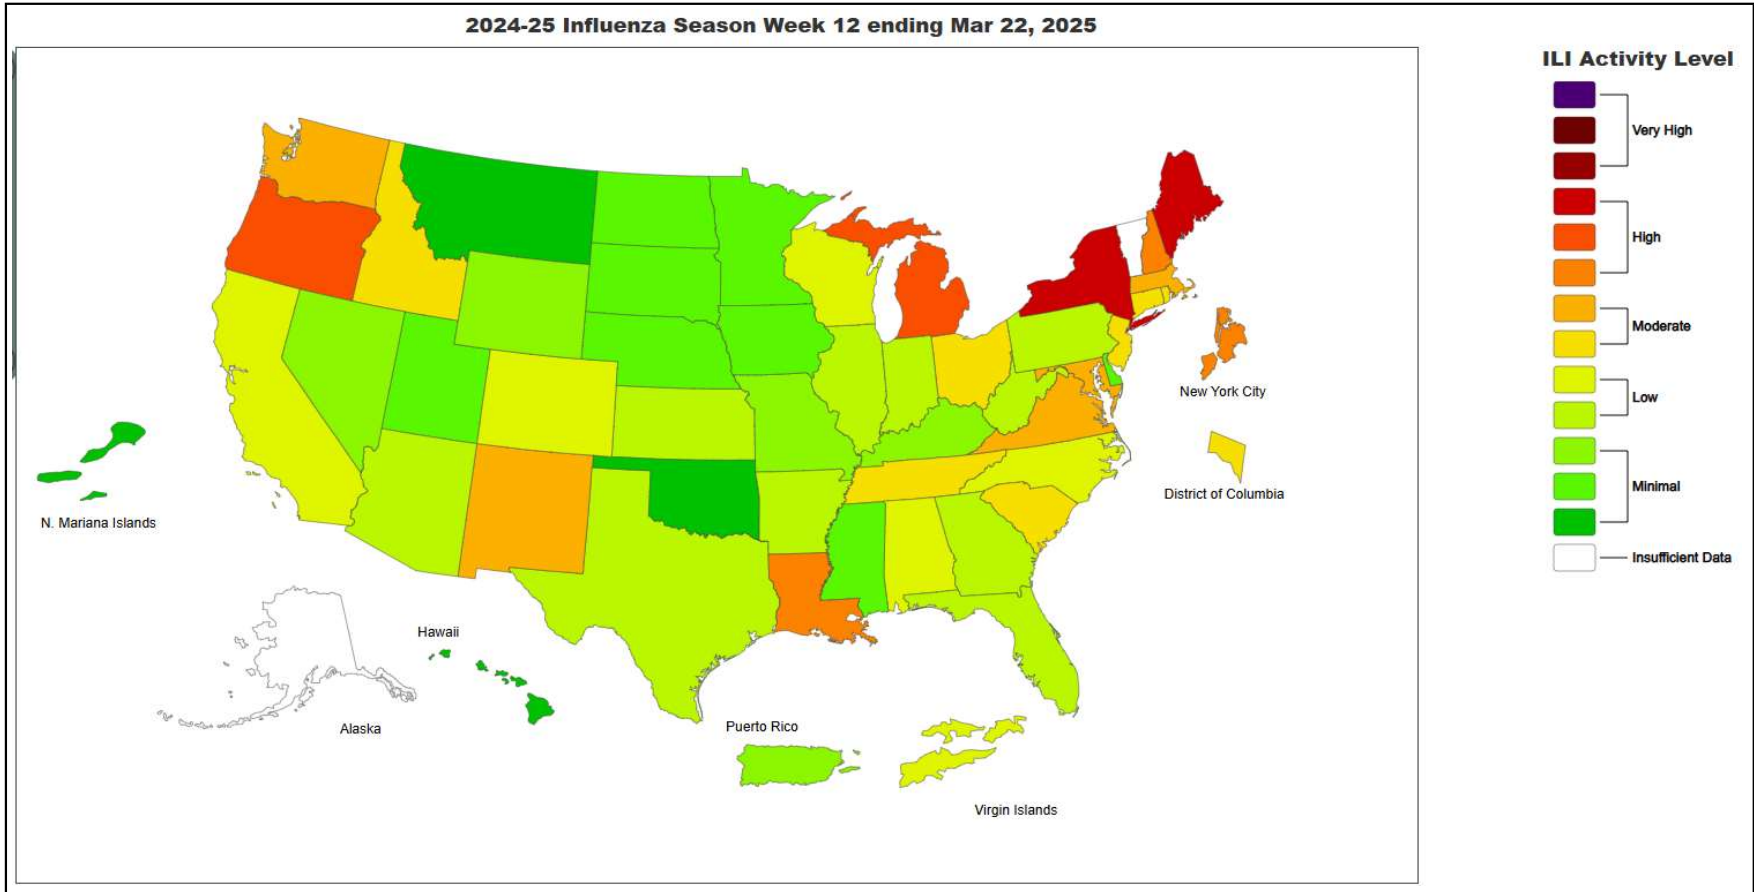 2024-25 Influenza Season Week 12 ending Mar 22, 2025
ILI Activity Level
Very High
High
Moderate
Low
Minimal
Insufficient Data
New York City
District of Columbia
N. Mariana Islands
Hawaii
Alaska
Puerto Rico
Virgin Islands